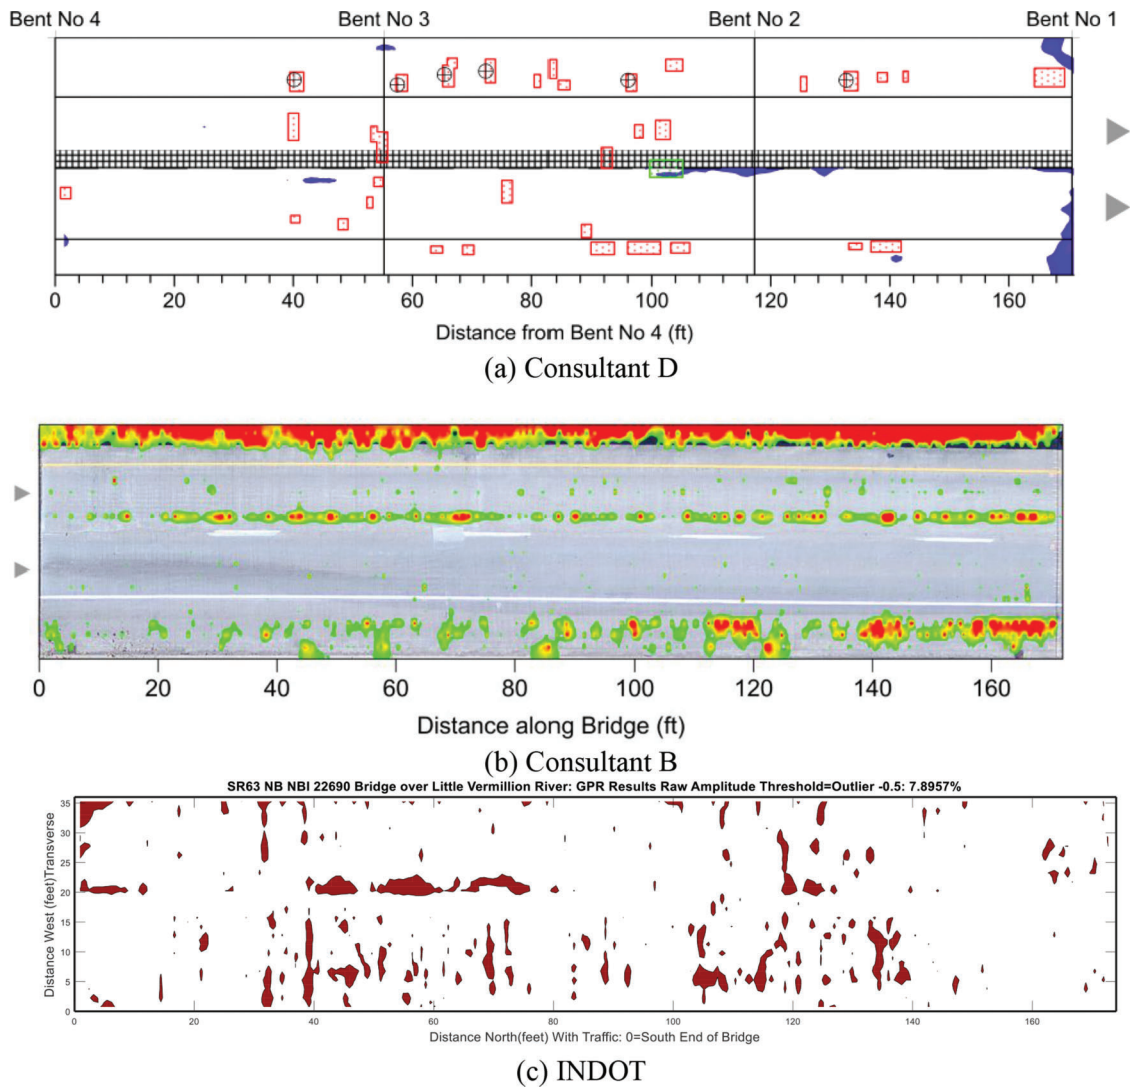 Bent No 4 Bent No 3 Bent No 2 Bent No 1
0 20 40 60 80 100 120 140 160
Distance from Bent No 4 (ft)
(a) Consultant D
0 20 40 60 80 100 120 140 160
Distance along Bridge (ft)
(b) Consultant B
SR63 NB NBI 22690 Bridge over Little Vermillion River: GPR Results Raw Amplitude Threshold=Outlier -0.5: 7.8957%
Distance West (feet)Transverse
35
30
25
20
15
10
5
0
0 20 40 60 80 100 120 140 160
Distance North(feet) With Traffic: 0=South End of Bridge
(c) INDOT